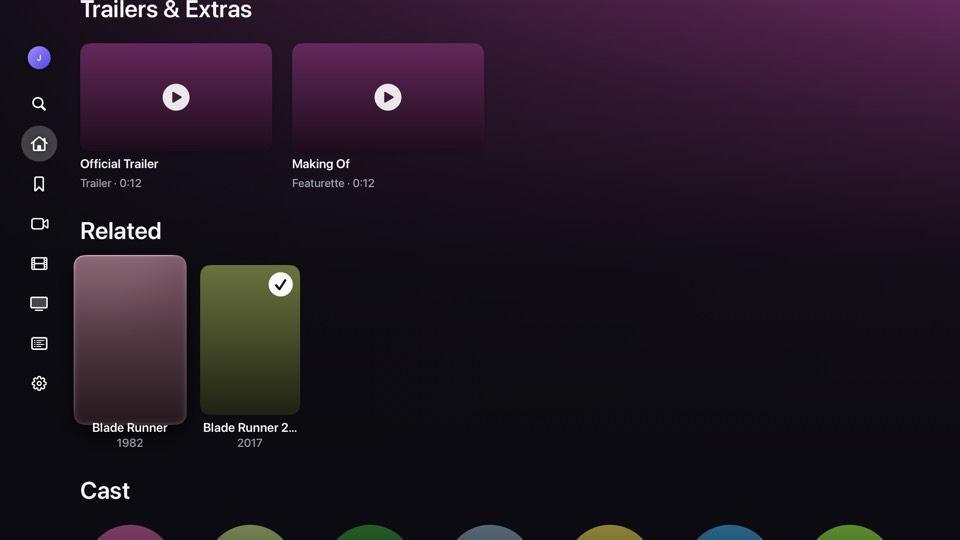 Trailers & Extras
J
Official Trailer
Trailer · 0:12
Making Of
Featurette · 0:12
Related
Blade Runner
1982
Blade Runner 2...
2017
Cast